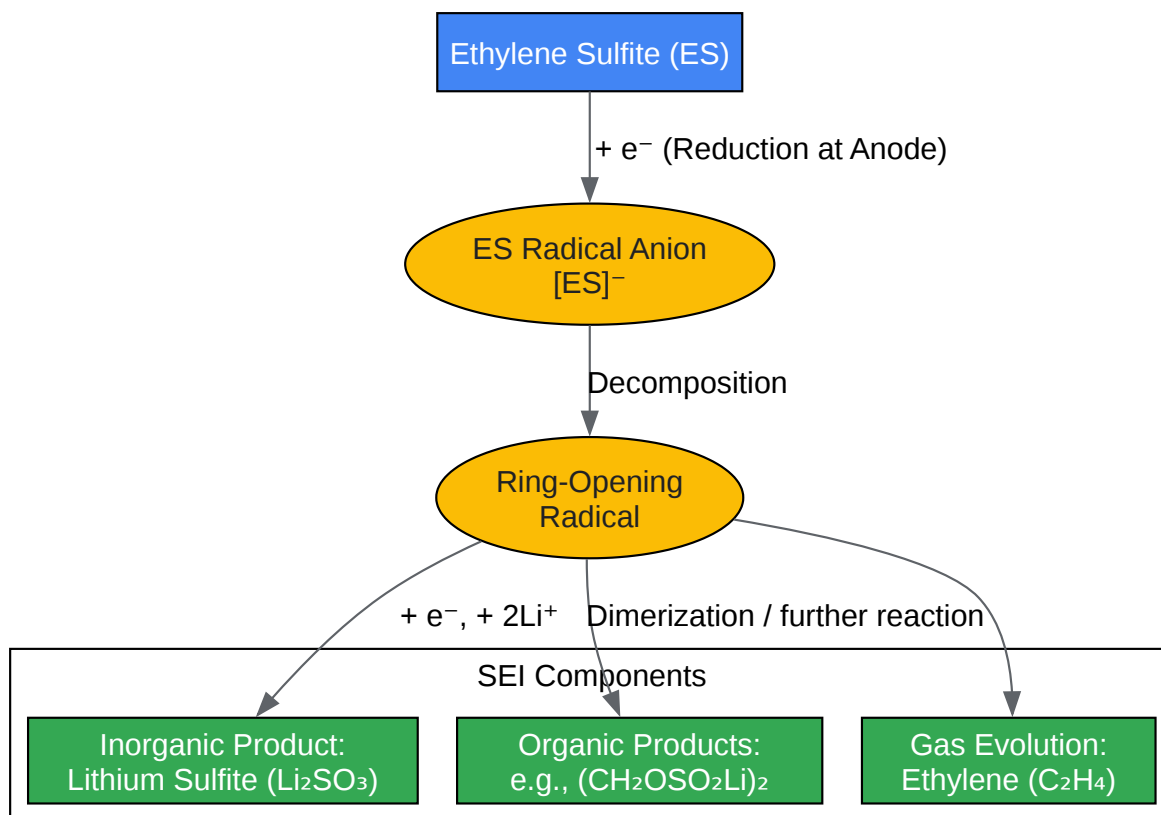 Ethylene Sulfite (ES)
+ e⁻ (Reduction at Anode)
ES Radical Anion
[ES]⁻
Decomposition
Ring-Opening
Radical
+ e⁻, + 2Li⁺
Dimerization / further reaction
SEI Components
Inorganic Product:
Lithium Sulfite (Li₂SO₃)
Organic Products:
e.g., (CH₂OSO₂Li)₂
Gas Evolution:
Ethylene (C₂H₄)